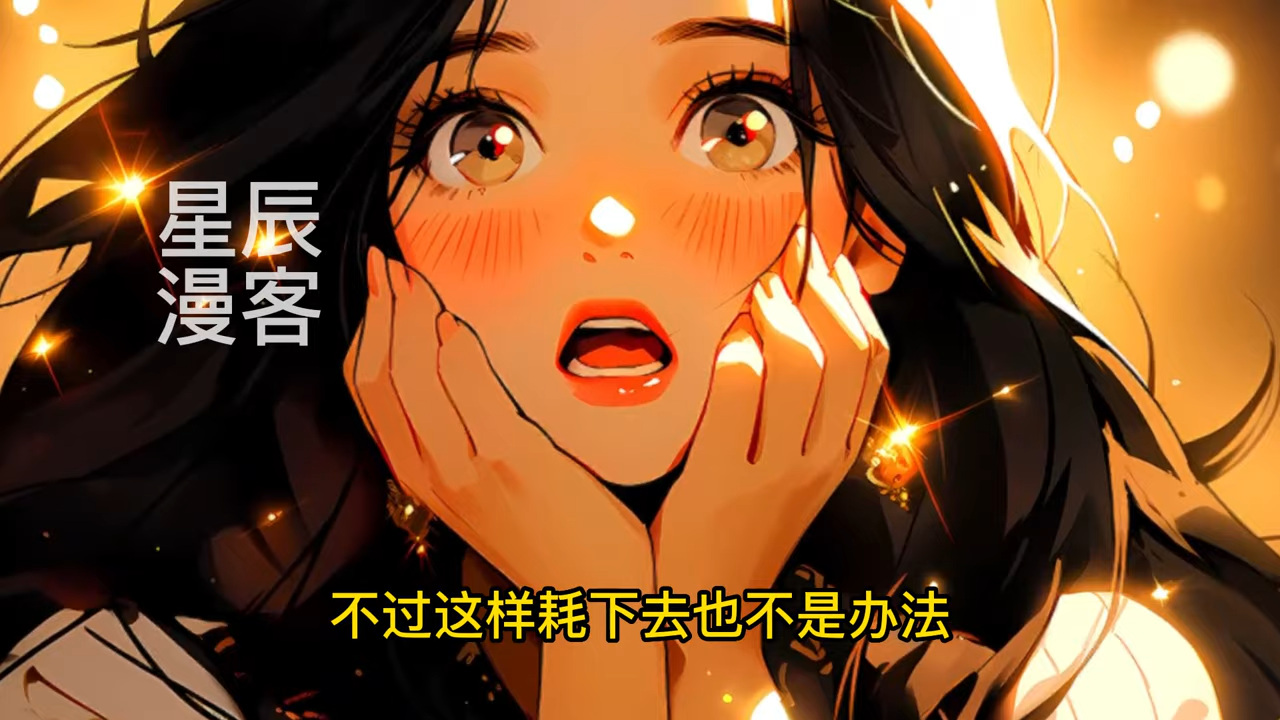 星辰
漫客
不过这样耗下去也不是办法